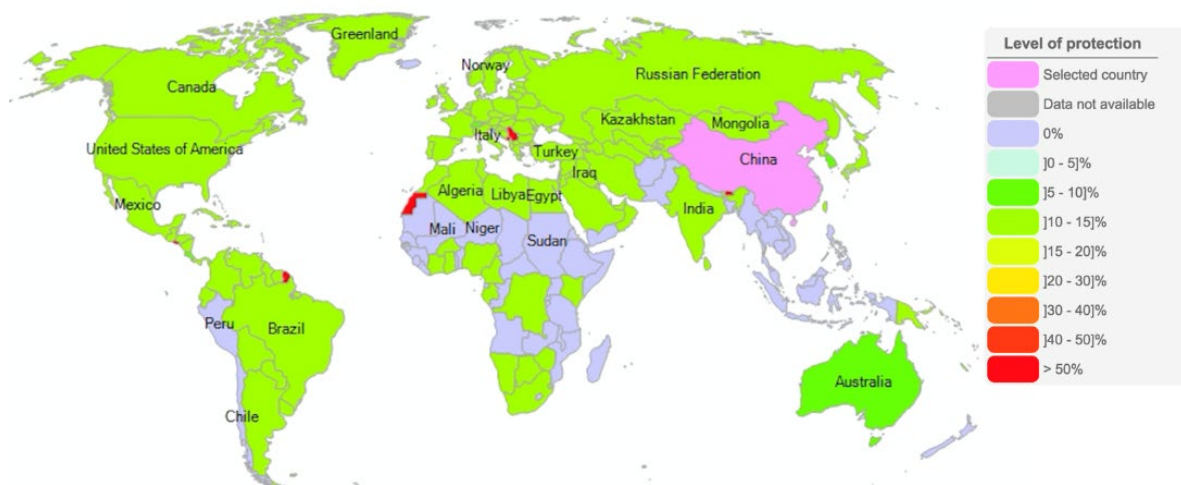 Greenland
Norway
Russian Federation
Canada
Kazakhstan
Mongolia
Italy
United States of America
Turkey
China
Iraq
Algeria
Libya
Egypt
Mexico
India
Mali
Niger
Sudan
Peru
Brazil
Australia
Chile
Level of protection
Selected country
Data not available
0%
]0 - 5]%
]5 - 10]%
]10 - 15]%
]15 - 20]%
]20 - 30]%
]30 - 40]%
]40 - 50]%
> 50%